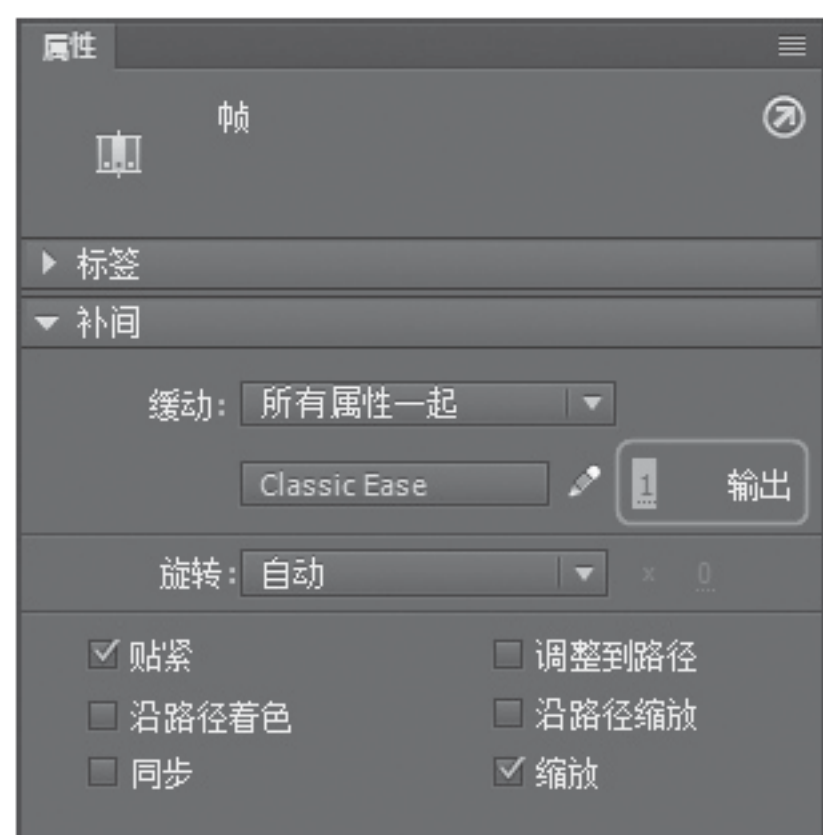 属性
帧
标签
补间
缓动: 所有属性一起
Classic Ease 1 输出
旋转: 自动 × 0
贴紧 调整到路径
沿路径着色 沿路径缩放
同步 缩放